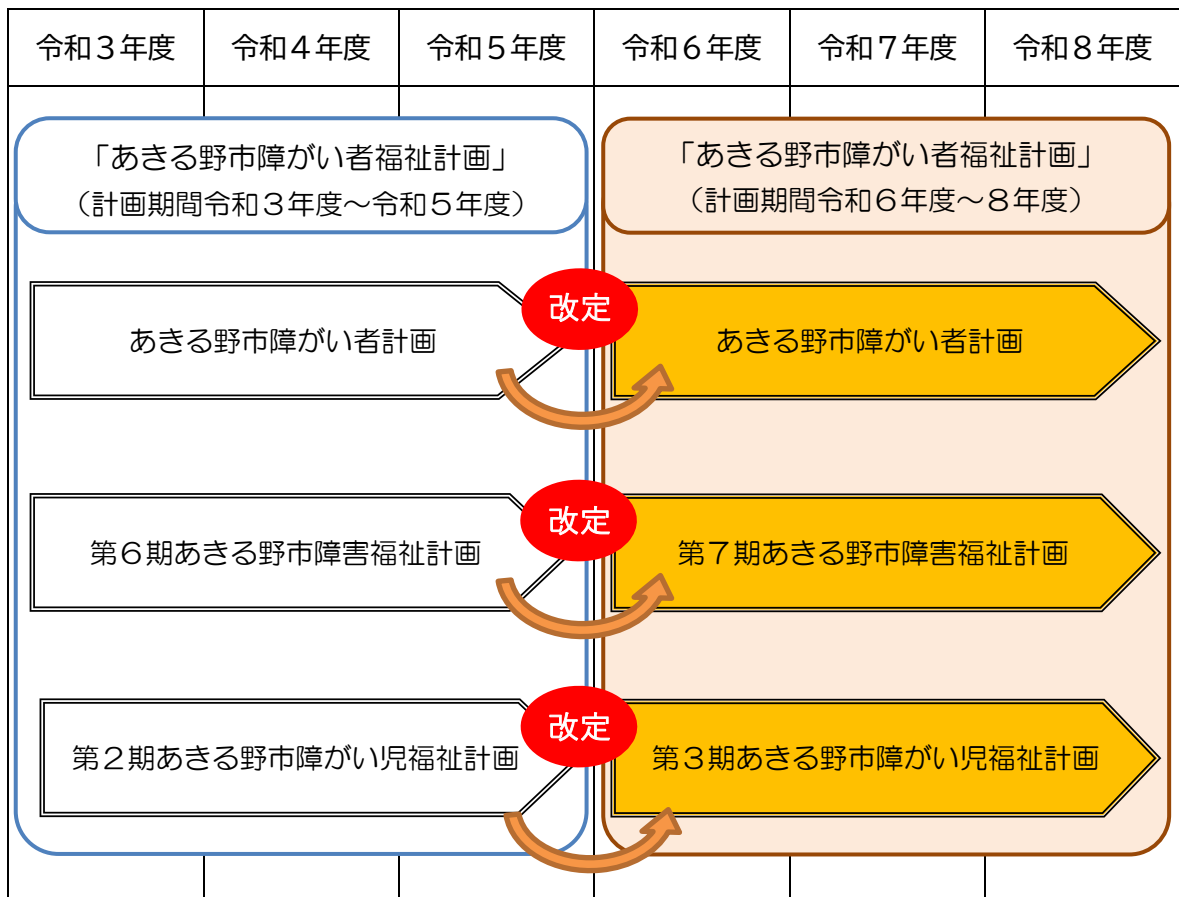 令和３年度
令和４年度
令和５年度
令和６年度
令和７年度
令和８年度
「あきる野市障がい者福祉計画」
（計画期間令和３年度～令和５年度）
「あきる野市障がい者福祉計画」
（計画期間令和６年度～８年度）
あきる野市障がい者計画
改定
あきる野市障がい者計画
第６期あきる野市障害福祉計画
改定
第７期あきる野市障害福祉計画
第２期あきる野市障がい児福祉計画
改定
第３期あきる野市障がい児福祉計画